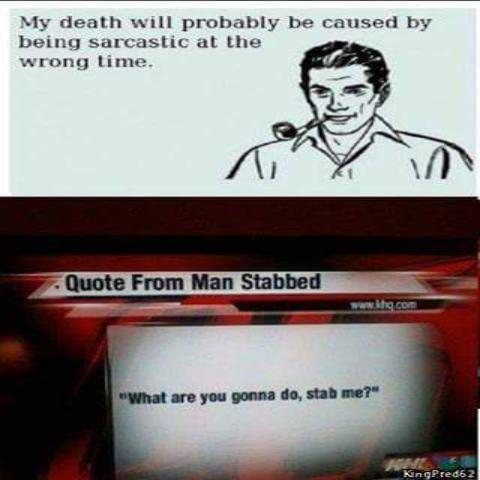 My death will probably be caused by
being sarcastic at the
wrong time.
Quote From Man Stabbed
www.khq.com
"What are you gonna do, stab me?"
KingPred62